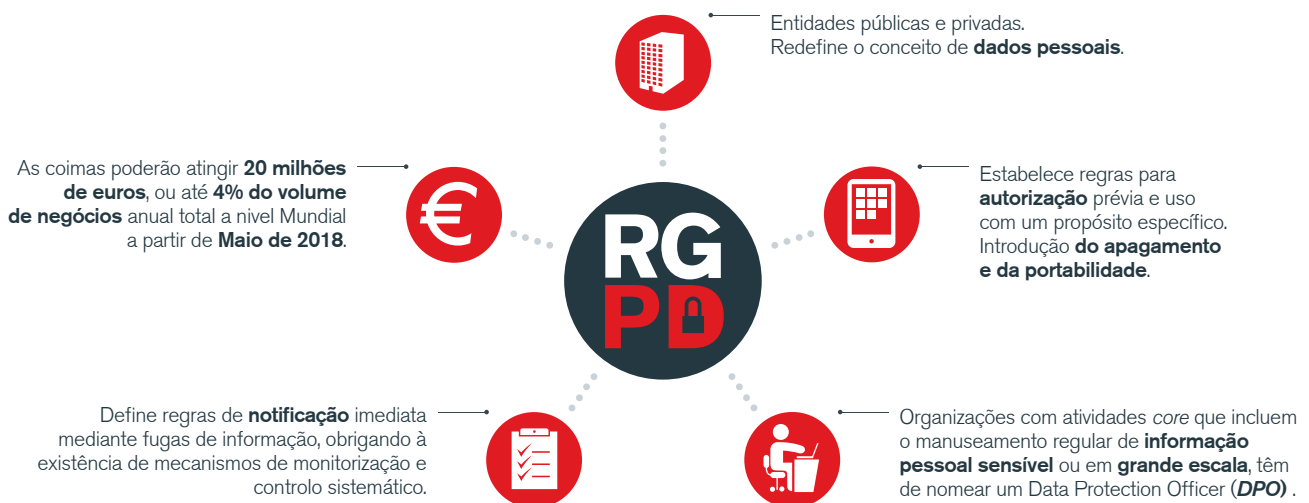 Entidades públicas e privadas.
Redefine o conceito de dados pessoais.
As coimas poderão atingir 20 milhões
de euros, ou até 4% do volume
de negócios anual total a nivel Mundial
a partir de Maio de 2018.
€
Estabelece regras para
autorização prévia e uso
com um propósito específico.
Introdução do apagamento
e da portabilidade.
RG
PD
Define regras de notificação imediata
mediante fugas de informação, obrigando à
existência de mecanismos de monitorização e
controlo sistemático.
Organizações com atividades core que incluem
o manuseamento regular de informação
pessoal sensível ou em grande escala, têm
de nomear um Data Protection Officer (DPO) .